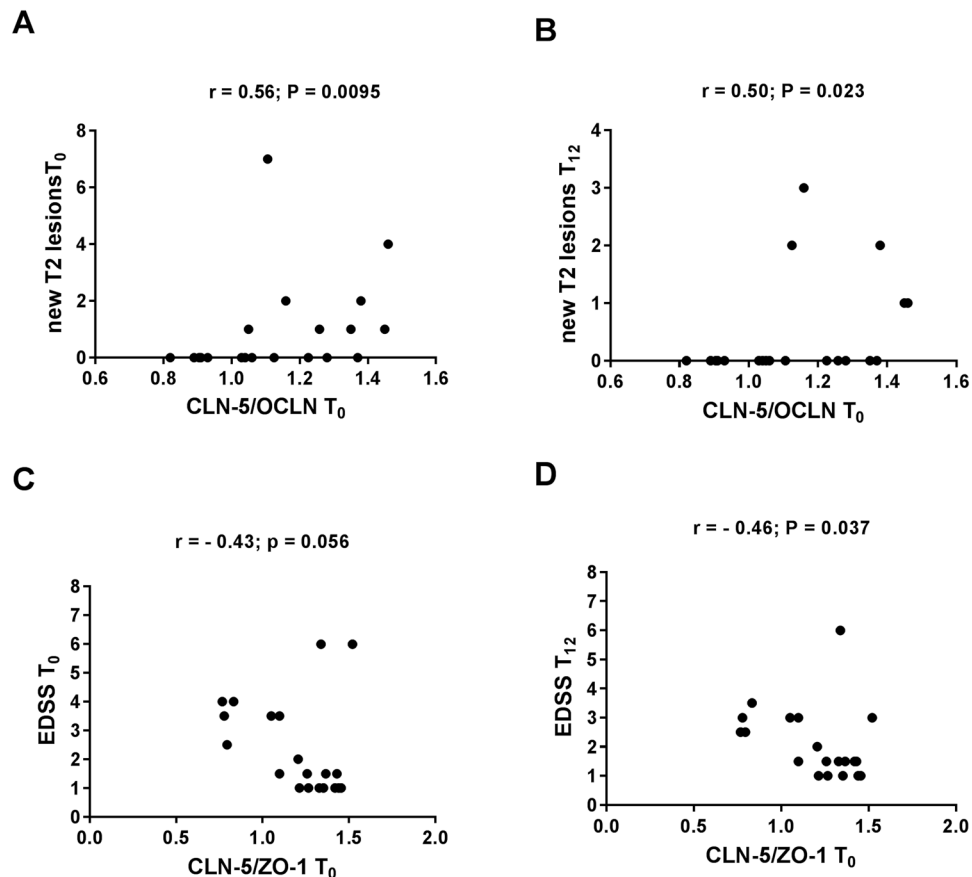 A
r = 0.56; P = 0.0095
new T2 lesions T0
8
6
4
2
0
0.6 0.8 1.0 1.2 1.4 1.6
CLN-5/OCLN T0
B
r = 0.50; P = 0.023
new T2 lesions T12
4
3
2
1
0
0.6 0.8 1.0 1.2 1.4 1.6
CLN-5/OCLN T0
C
r = - 0.43; p = 0.056
EDSS T0
8
7
6
5
4
3
2
1
0
0.0 0.5 1.0 1.5 2.0
CLN-5/ZO-1 T0
D
r = - 0.46; P = 0.037
EDSS T12
8
7
6
5
4
3
2
1
0
0.0 0.5 1.0 1.5 2.0
CLN-5/ZO-1 T0